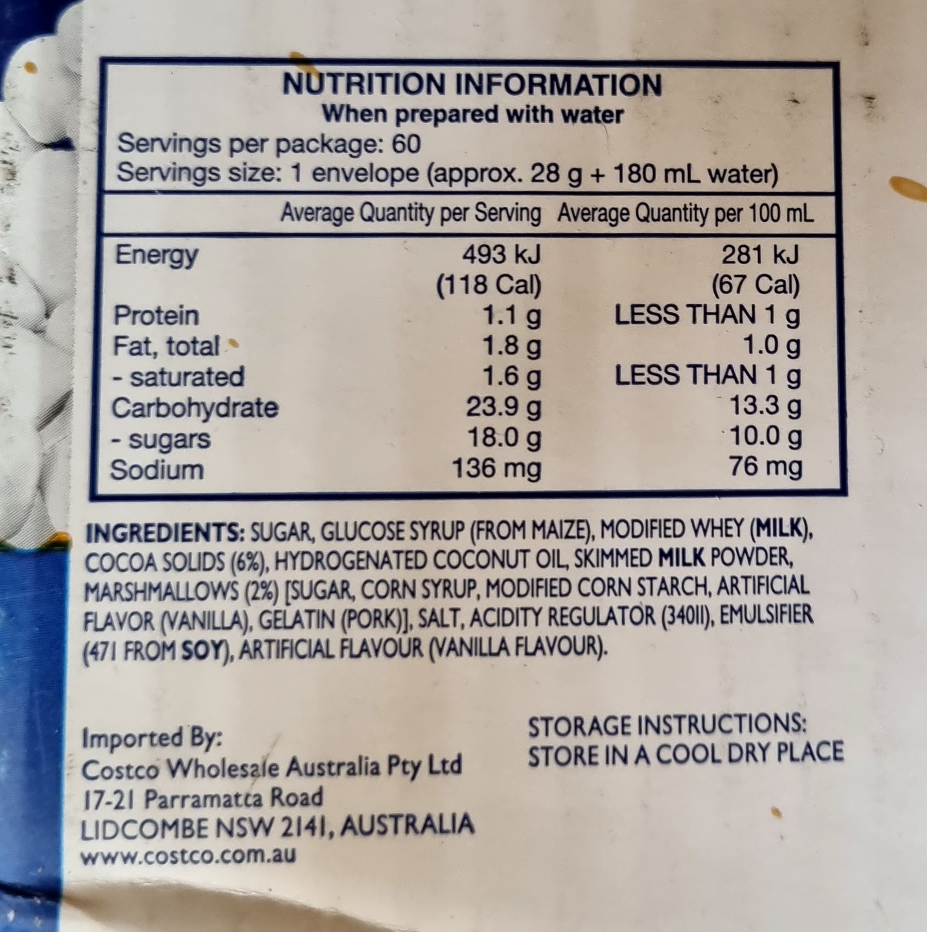 NUTRITION INFORMATION
When prepared with water
Servings per package: 60
Servings size: 1 envelope (approx. 28 g + 180 mL water)
Average Quantity per Serving Average Quantity per 100 mL
Energy 493 kJ 281 kJ
(118 Cal) (67 Cal)
Protein 1.1 g LESS THAN 1 g
Fat, total 1.8 g 1.0 g
- saturated 1.6 g LESS THAN 1 g
Carbohydrate 23.9 g 13.3 g
- sugars 18.0 g 10.0 g
Sodium 136 mg 76 mg
INGREDIENTS: SUGAR, GLUCOSE SYRUP (FROM MAIZE), MODIFIED WHEY (MILK),
COCOA SOLIDS (6%), HYDROGENATED COCONUT OIL, SKIMMED MILK POWDER,
MARSHMALLOWS (2%) [SUGAR, CORN SYRUP, MODIFIED CORN STARCH, ARTIFICIAL
FLAVOR (VANILLA), GELATIN (PORK)], SALT, ACIDITY REGULATOR (340II), EMULSIFIER
(471 FROM SOY), ARTIFICIAL FLAVOUR (VANILLA FLAVOUR).
Imported By:
Costco Wholesale Australia Pty Ltd
17-21 Parramatta Road
LIDCOMBE NSW 2141, AUSTRALIA
www.costco.com.au
STORAGE INSTRUCTIONS:
STORE IN A COOL DRY PLACE